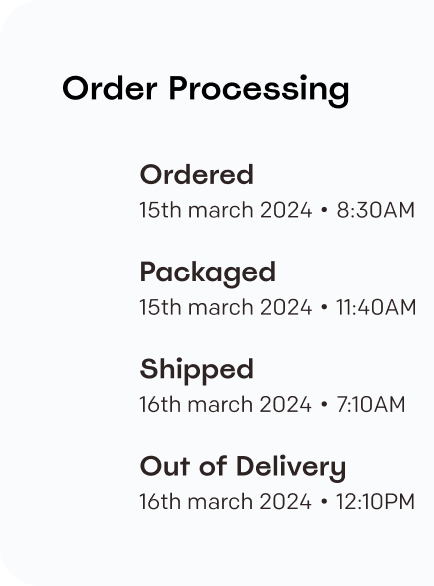 Order Processing
Ordered
15th march 2024 • 8:30AM
Packaged
15th march 2024 • 11:40AM
Shipped
16th march 2024 • 7:10AM
Out of Delivery
16th march 2024 • 12:10PM